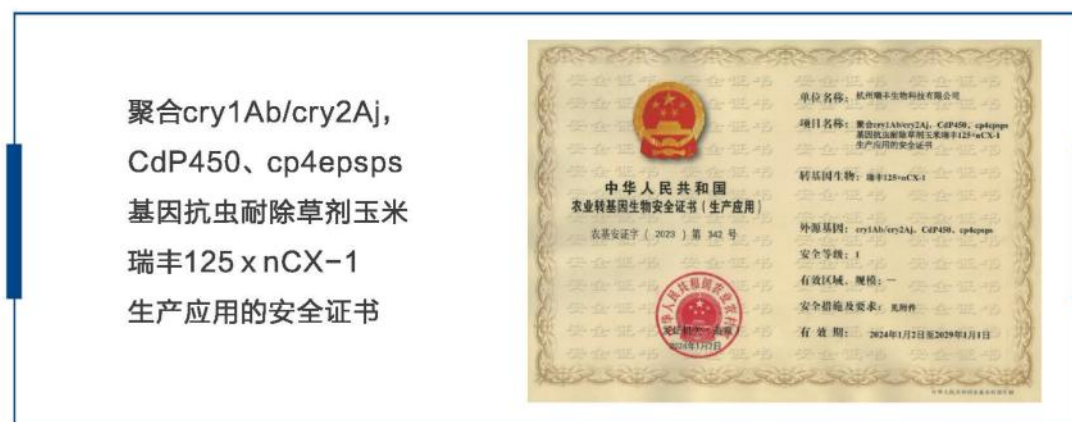 聚合cry1Ab/cry2Aj，
CdP450、cp4epsps
基因抗虫耐除草剂玉米
瑞丰125 x nCX-1
生产应用的安全证书
中华人民共和国
农业转基因生物安全证书（生产应用）
农基安证字（ 2023 ）第 342 号
2024年1月2日
单位名称：杭州瑞丰生物科技有限公司
项目名称：聚合cry1Ab/cry2Aj、CdP450、cp4epsps
基因抗虫耐除草剂玉米瑞丰125×nCX-1
生产应用的安全证书
转基因生物：瑞丰125×nCX-1
外源基因：cry1Ab/cry2Aj、CdP450、cp4epsps
安全等级：I
有效区域、规模：—
安全措施及要求：见附件
有 效 期：2024年1月2日至2029年1月1日